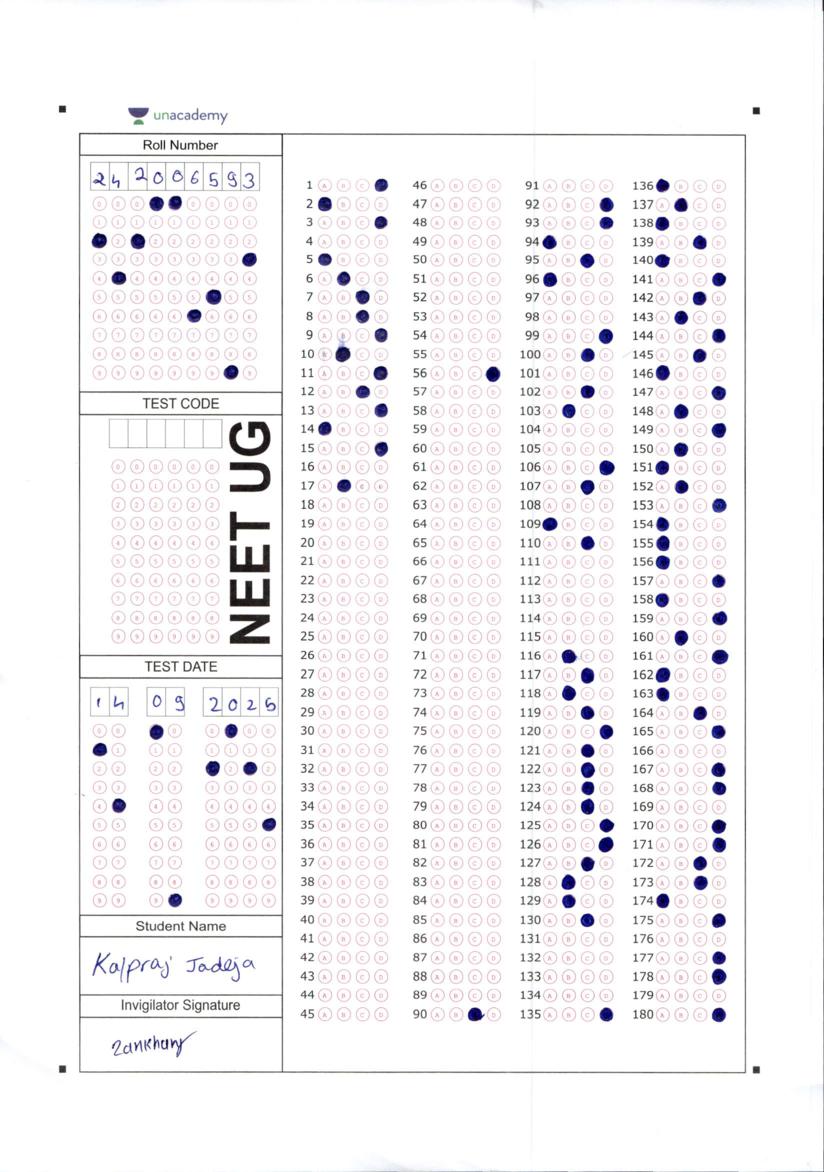 unacademy
Roll Number
2 4 2 0 0 6 5 9 3
TEST CODE
NEET UG
TEST DATE
1 4 0 9 2 0 2 5
Student Name
Kalpraj Jadeja
Invigilator Signature
1 A B C
2 B C D
3 A B C
4 A B C D
5 B C D
6 A C D
7 A B D
8 A B D
9 A B C
10 A C D
11 A B C
12 A B D
13 A B C
14 B C D
15 A B C
16 A B C D
17 A C D
18 A B C D
19 A B C D
20 A B C D
21 A B C D
22 A B C D
23 A B C D
24 A B C D
25 A B C D
26 A B C D
27 A B C D
28 A B C D
29 A B C D
30 A B C D
31 A B C D
32 A B C D
33 A B C D
34 A B C D
35 A B C D
36 A B C D
37 A B C D
38 A B C D
39 A B C D
40 A B C D
41 A B C D
42 A B C D
43 A B C D
44 A B C D
45 A B C D
46 A B C D
47 A B C D
48 A B C D
49 A B C D
50 A B C D
51 A B C D
52 A B C D
53 A B C D
54 A B C D
55 A B C D
56 A B C
57 A B C D
58 A B C D
59 A B C D
60 A B C D
61 A B C D
62 A B C D
63 A B C D
64 A B C D
65 A B C D
66 A B C D
67 A B C D
68 A B C D
69 A B C D
70 A B C D
71 A B C D
72 A B C D
73 A B C D
74 A B C D
75 A B C D
76 A B C D
77 A B C D
78 A B C D
79 A B C D
80 A B C D
81 A B C D
82 A B C D
83 A B C D
84 A B C D
85 A B C D
86 A B C D
87 A B C D
88 A B C D
89 A B C D
90 A B D
91 A B C D
92 A B C
93 A B C
94 B C D
95 A B D
96 B C D
97 A B C D
98 A B C D
99 A B C
100 A B D
101 A B C D
102 A B D
103 A C D
104 A B C D
105 A B C D
106 A B C
107 A B D
108 A B C D
109 B C D
110 A B D
111 A B C D
112 A B C D
113 A B C D
114 A B C D
115 A B C D
116 A C D
117 A B D
118 A C D
119 A B D
120 A B C
121 A B D
122 A B D
123 A B D
124 A B D
125 A B C
126 A B C
127 A B D
128 A C D
129 A C D
130 A B D
131 A B C D
132 A B C D
133 A B C D
134 A B C D
135 A B C
136 B C D
137 A C D
138 B C D
139 A B D
140 B C D
141 A B C
142 A B D
143 A C D
144 A B C
145 A B D
146 B C D
147 A B C
148 A C D
149 A B C
150 A C D
151 B C D
152 A C D
153 A B C
154 B C D
155 B C D
156 B C D
157 A B C
158 B C D
159 A B C
160 A C D
161 A B C
162 B C D
163 B C D
164 A B D
165 A B C
166 A B C D
167 A B C
168 A B C
169 A B C D
170 A B C
171 A B C
172 A B D
173 A B D
174 B C D
175 A B C
176 A B C D
177 A B C
178 A B C
179 A B C D
180 A B C